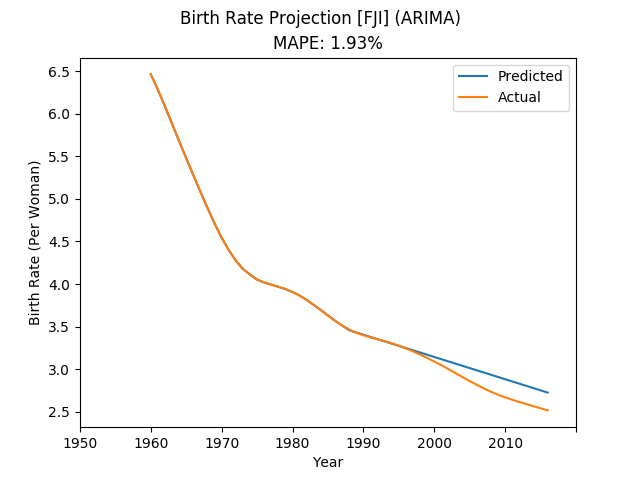 Birth Rate Projection [FJI] (ARIMA)
MAPE: 1.93%
Predicted
Actual
6.5
6.0
5.5
5.0
4.5
4.0
3.5
3.0
2.5
Birth Rate (Per Woman)
1950
1960
1970
1980
1990
2000
2010
Year